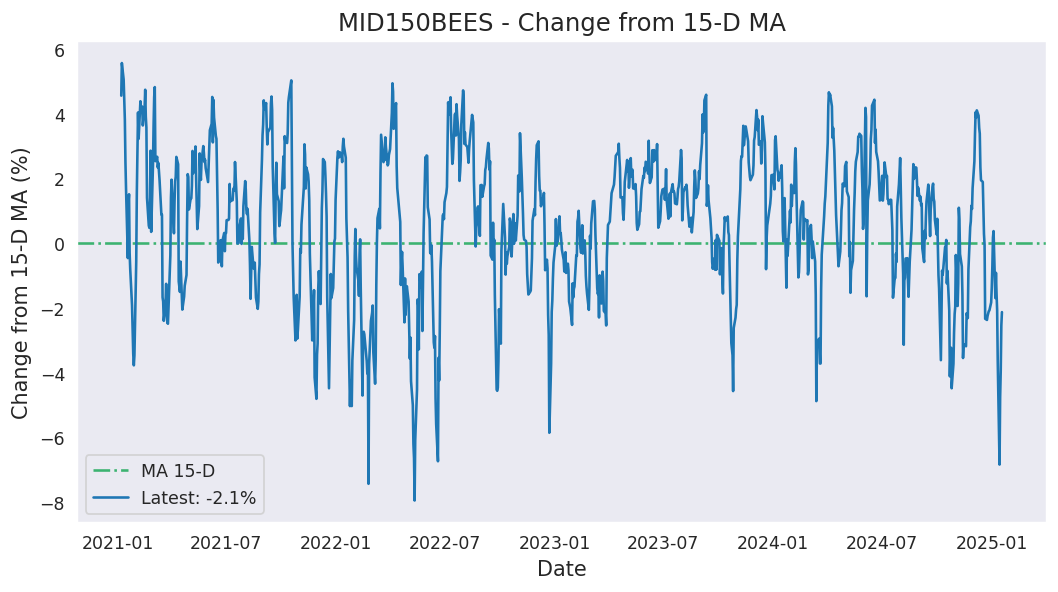 MID150BEES - Change from 15-D MA
Change from 15-D MA (%)
6
4
2
0
−2
−4
−6
−8
MA 15-D
Latest: -2.1%
2021-01 2021-07 2022-01 2022-07 2023-01 2023-07 2024-01 2024-07 2025-01
Date